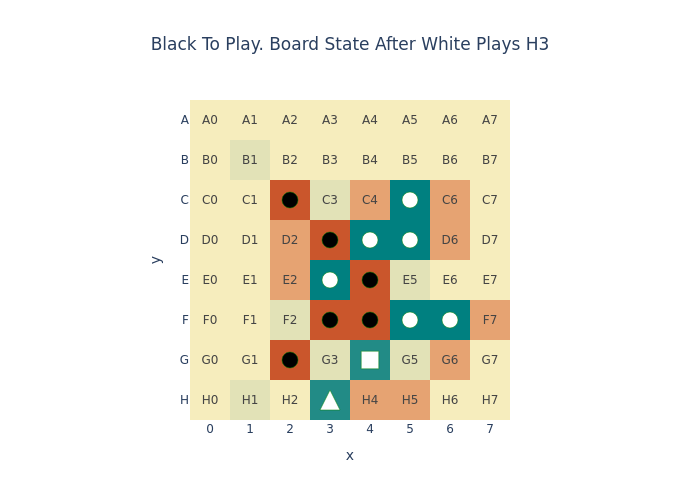 Black To Play. Board State After White Plays H3
A A0 A1 A2 A3 A4 A5 A6 A7
B B0 B1 B2 B3 B4 B5 B6 B7
C C0 C1 C3 C4 C6 C7
D D0 D1 D2 D6 D7
y
E E0 E1 E2 E5 E6 E7
F F0 F1 F2 F7
G G0 G1 G3 G5 G6 G7
H H0 H1 H2 H4 H5 H6 H7
0 1 2 3 4 5 6 7
x